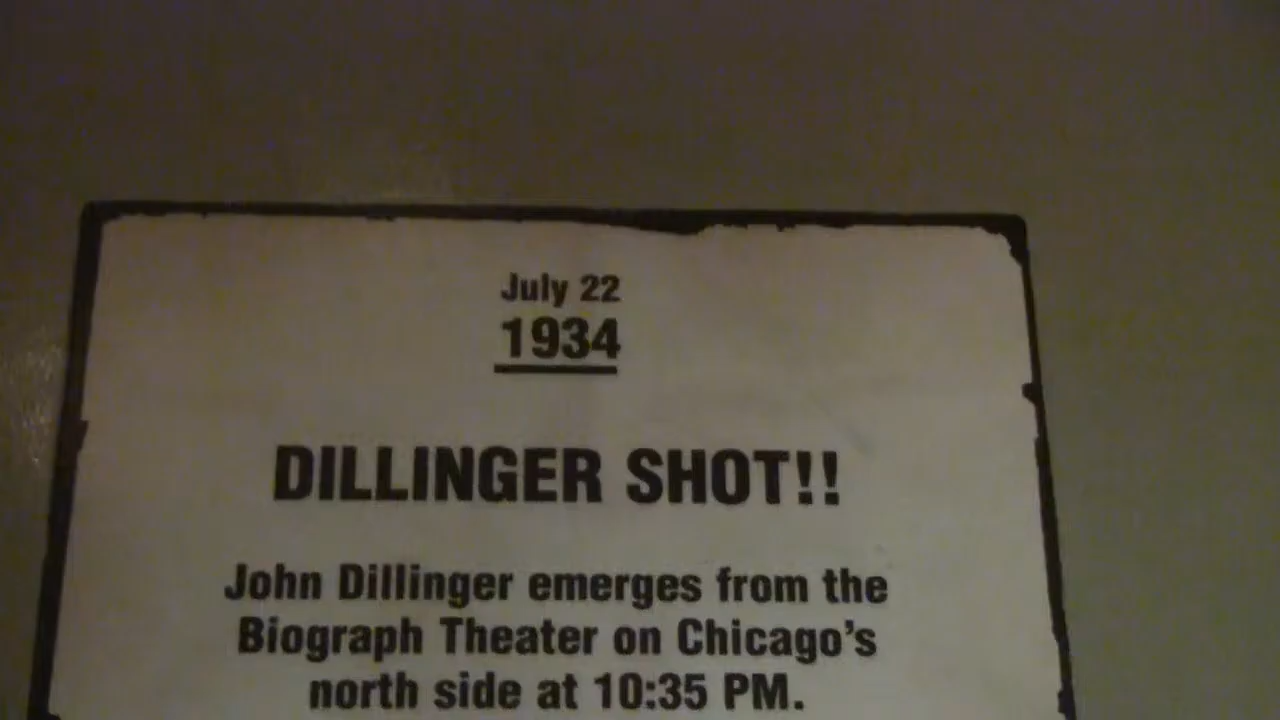 July 22
1934
DILLINGER SHOT!!
John Dillinger emerges from the
Biograph Theater on Chicago's
north side at 10:35 PM.